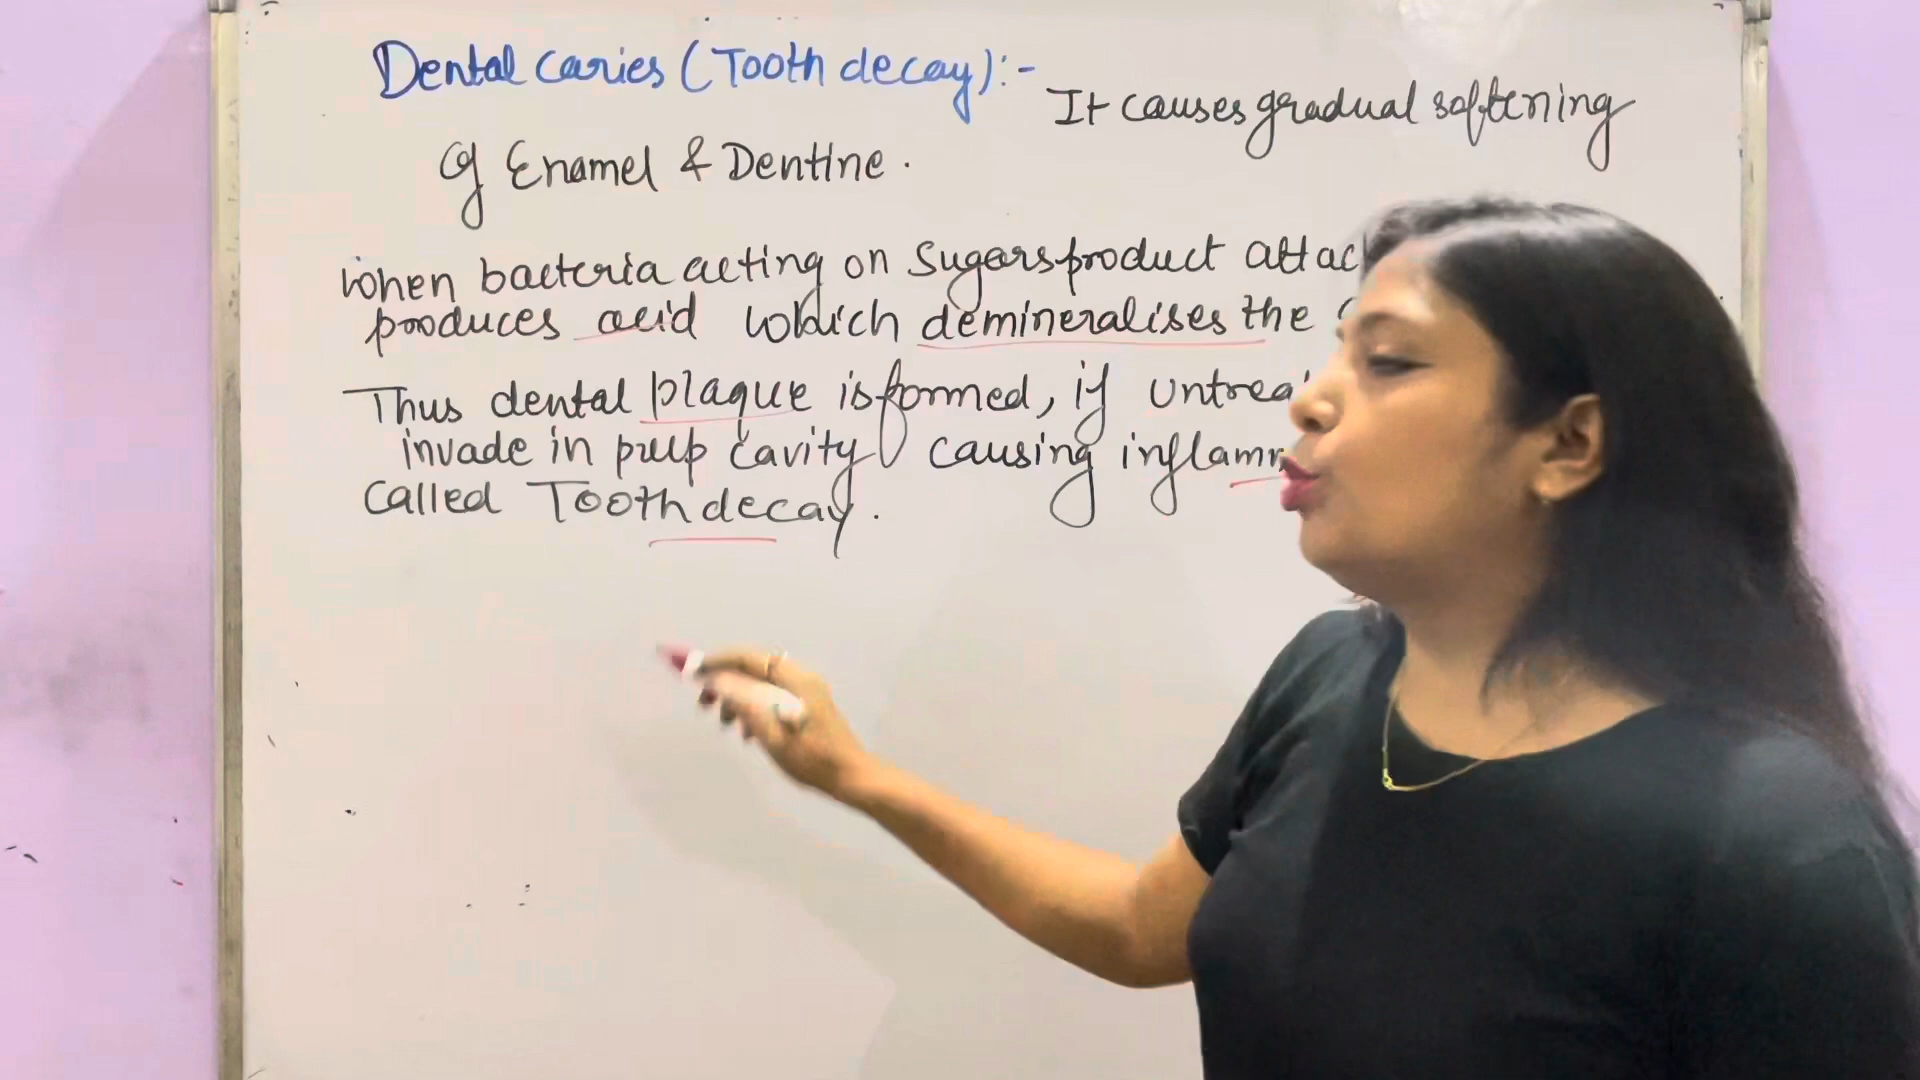 Dental caries (Tooth decay):- It causes gradual softening
of Enamel & Dentine.
When bacteria acting on Sugars product attac
produces acid which demineralises the
Thus dental plaque is formed, if untrea
invade in pulp cavity causing inflamm
called Tooth decay.